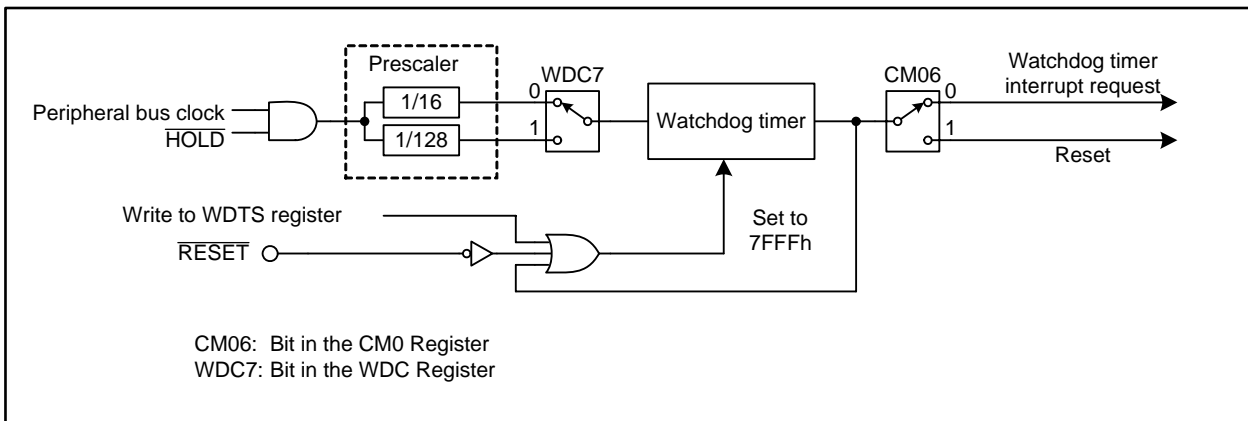 Prescaler
1/16
1/128
Peripheral bus clock
HOLD
WDC7
0
1
Watchdog timer
CM06
0
1
Watchdog timer
interrupt request
Reset
Write to WDTS register
RESET
Set to
7FFFh
CM06: Bit in the CM0 Register
WDC7: Bit in the WDC Register